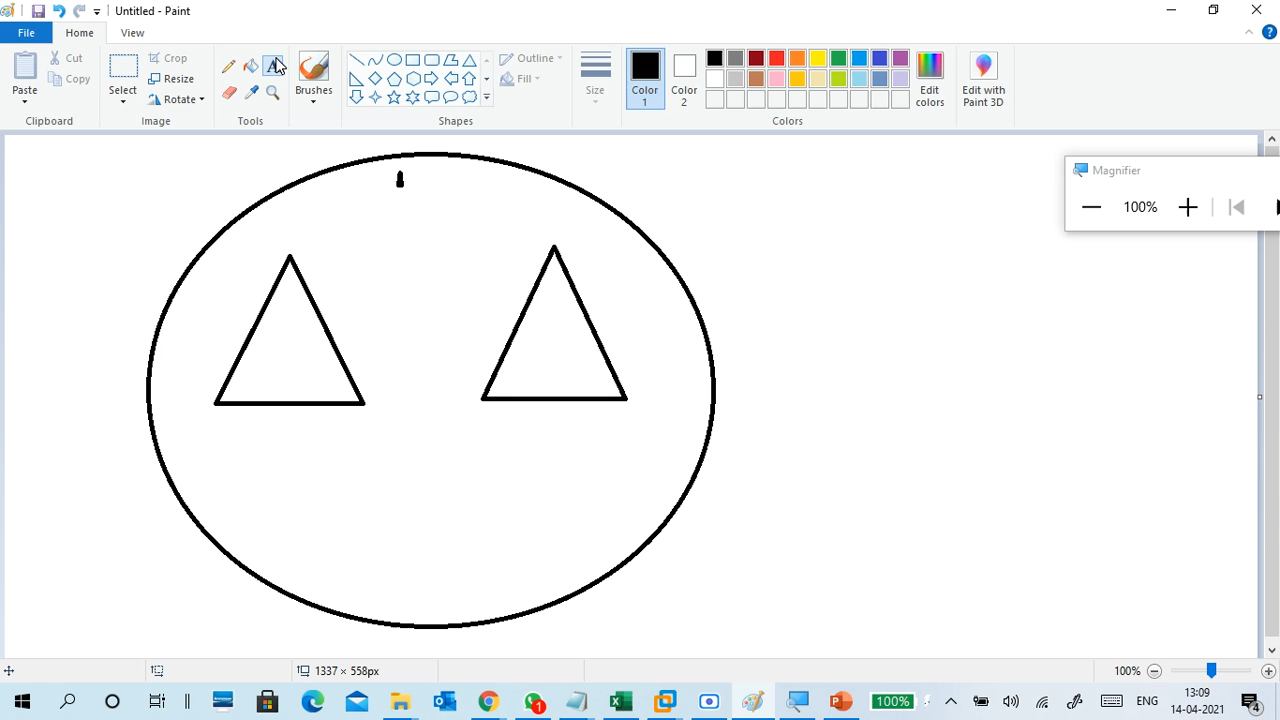 Untitled - Paint
File Home View
Paste
Cut
Copy
Clipboard
Select
Crop
Resize
Rotate
Image
A
Tools
Brushes
Shapes
Outline
Fill
Size
Color 1
Color 2
Colors
Edit colors
Edit with Paint 3D
Magnifier
100%
1337 × 558px
100%
1
100%
ENG
13:09
14-04-2021
4